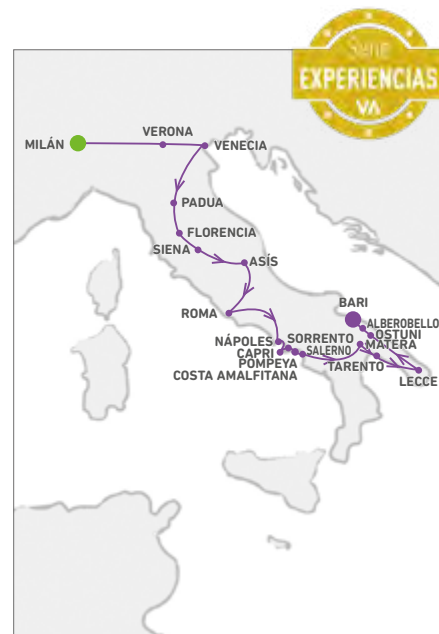 Serie
EXPERIENCIAS
VA
MILÁN
VERONA
VENECIA
PADUA
FLORENCIA
SIENA
ASÍS
ROMA
BARI
ALBEROBELLO
OSTUNI
NÁPOLES
SORRENTO
MATERA
CAPRI
SALERNO
POMPEYA
COSTA AMALFITANA
TARENTO
LECCE